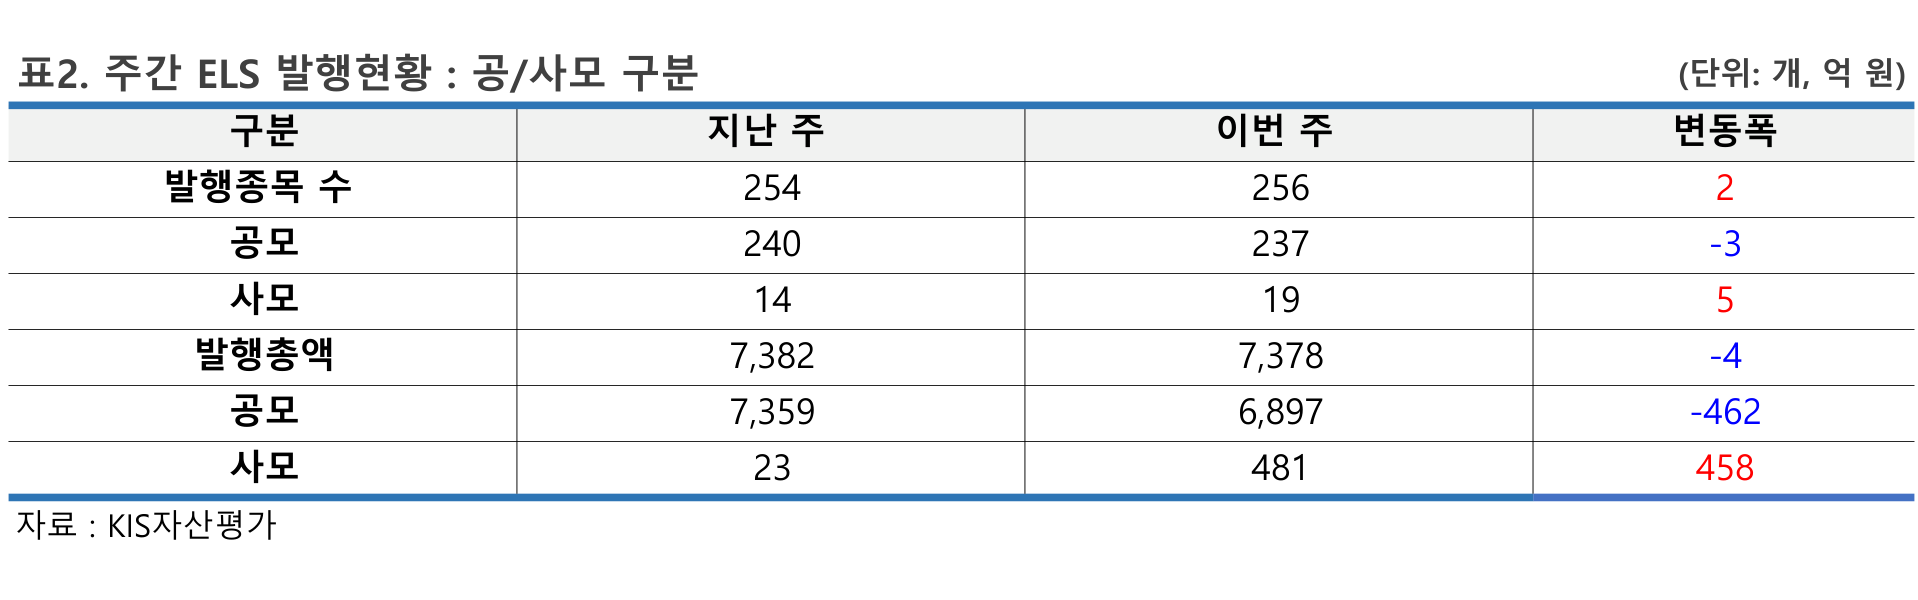 표2. 주간 ELS 발행현황 : 공/사모 구분 (단위: 개, 억 원)
구분 지난 주 이번 주 변동폭
발행종목 수 254 256 2
공모 240 237 -3
사모 14 19 5
발행총액 7,382 7,378 -4
공모 7,359 6,897 -462
사모 23 481 458
자료 : KIS자산평가